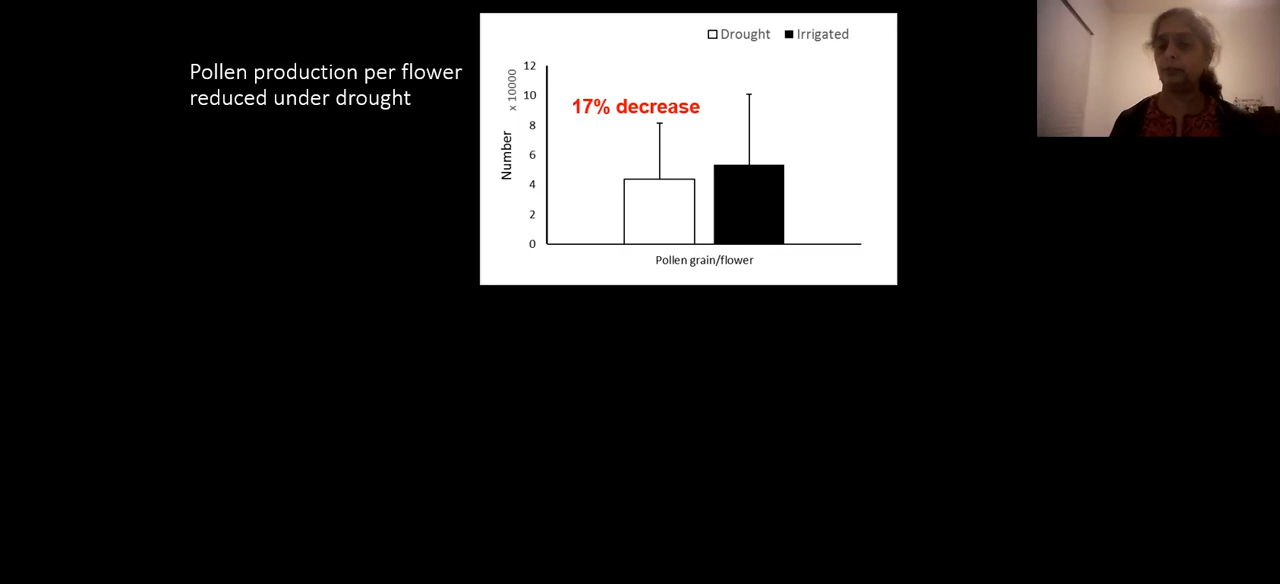 Pollen production per flower
reduced under drought
Drought Irrigated
x 10000
Number
12
10
8
6
4
2
0
17% decrease
Pollen grain/flower